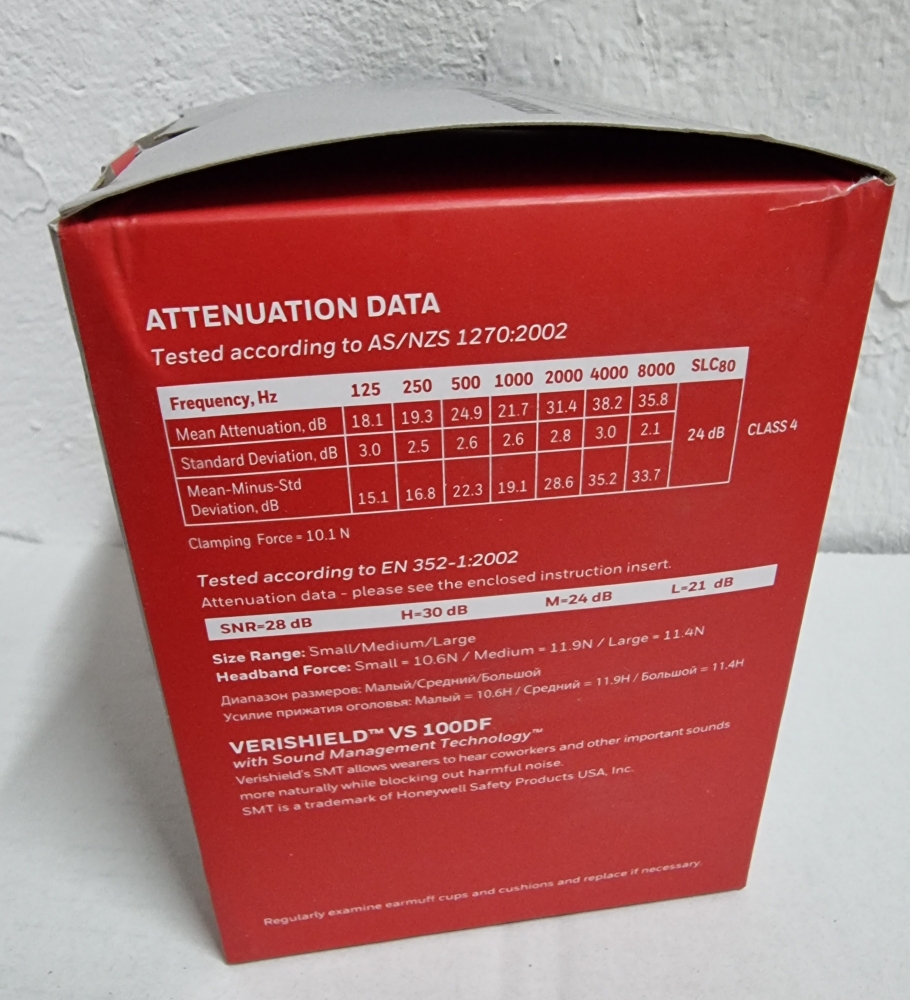 ATTENUATION DATA
Tested according to AS/NZS 1270:2002
Frequency, Hz 125 250 500 1000 2000 4000 8000 SLC80
Mean Attenuation, dB 18.1 19.3 24.9 21.7 31.4 38.2 35.8
Standard Deviation, dB 3.0 2.5 2.6 2.6 2.8 3.0 2.1 24 dB CLASS 4
Mean-Minus-Std
Deviation, dB 15.1 16.8 22.3 19.1 28.6 35.2 33.7
Clamping Force = 10.1 N
Tested according to EN 352-1:2002
Attenuation data - please see the enclosed instruction insert.
SNR=28 dB H=30 dB M=24 dB L=21 dB
Size Range: Small/Medium/Large
Headband Force: Small = 10.6N / Medium = 11.9N / Large = 11.4N
Диапазон размеров: Малый/Средний/Большой
Усилие прижатия оголовья: Малый = 10.6Н / Средний = 11.9Н / Большой = 11.4Н
VERISHIELD™ VS 100DF
with Sound Management Technology™
Verishield's SMT allows wearers to hear coworkers and other important sounds
more naturally while blocking out harmful noise.
SMT is a trademark of Honeywell Safety Products USA, Inc.
Regularly examine earmuff cups and cushions and replace if necessary.